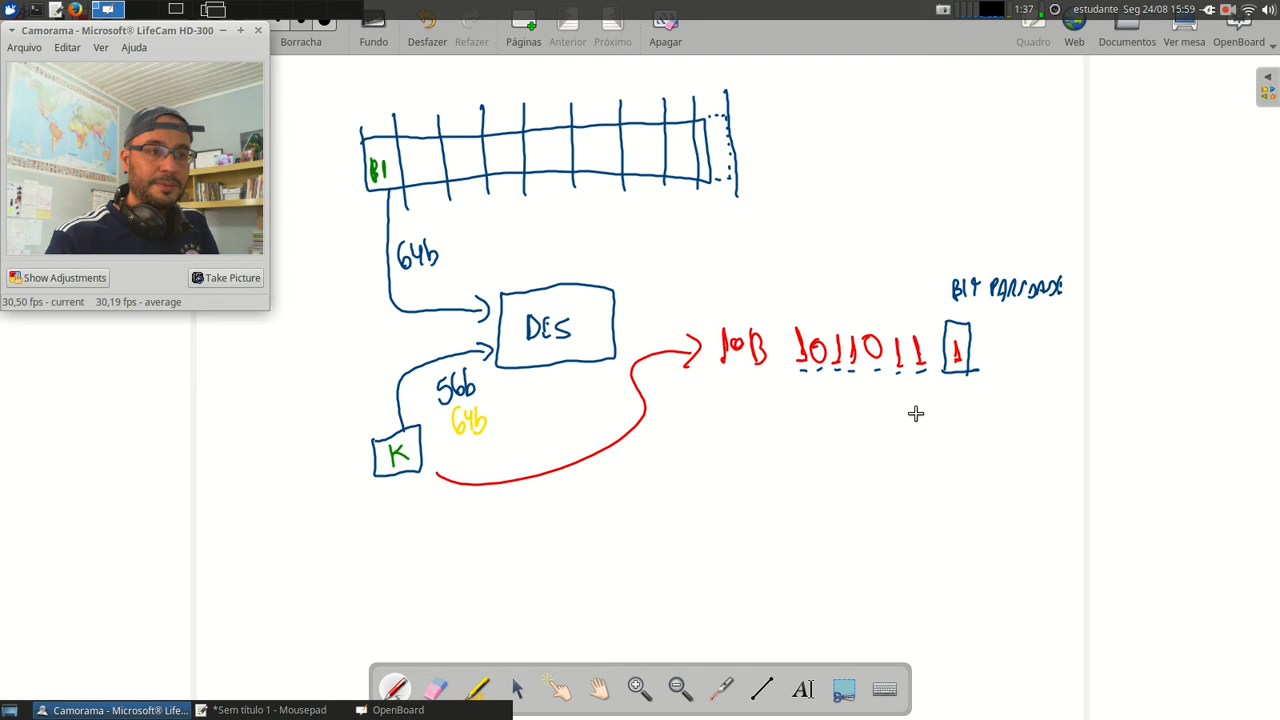 Camorama - Microsoft® LifeCam HD-300
Arquivo Editar Ver Ajuda
Show Adjustments Take Picture
30,50 fps - current 30,19 fps - average
1:37 estudante Seg 24/08 15:59
Borracha Fundo Desfazer Refazer Páginas Anterior Próximo Apagar Quadro Web Documentos Ver mesa OpenBoard
B1
64b
DES
56b
64b
K
BIT PARIDADE
10B 1011011 1
Camorama - Microsoft® Life... *Sem título 1 - Mousepad OpenBoard